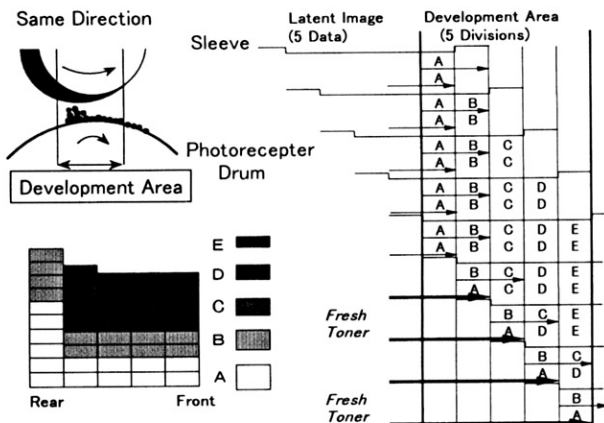 Same Direction
Development Area
E
D
C
B
A
Rear Front
Latent Image
(5 Data)
Development Area
(5 Divisions)
Sleeve
Photorecepter
Drum
A
A
A B
A B
A B C
A B C
A B C D
A B C D
A B C D E
A B C D E
B C D E
A C D E
Fresh
Toner
B C E
A D E
B C
A D
Fresh
Toner
B
A